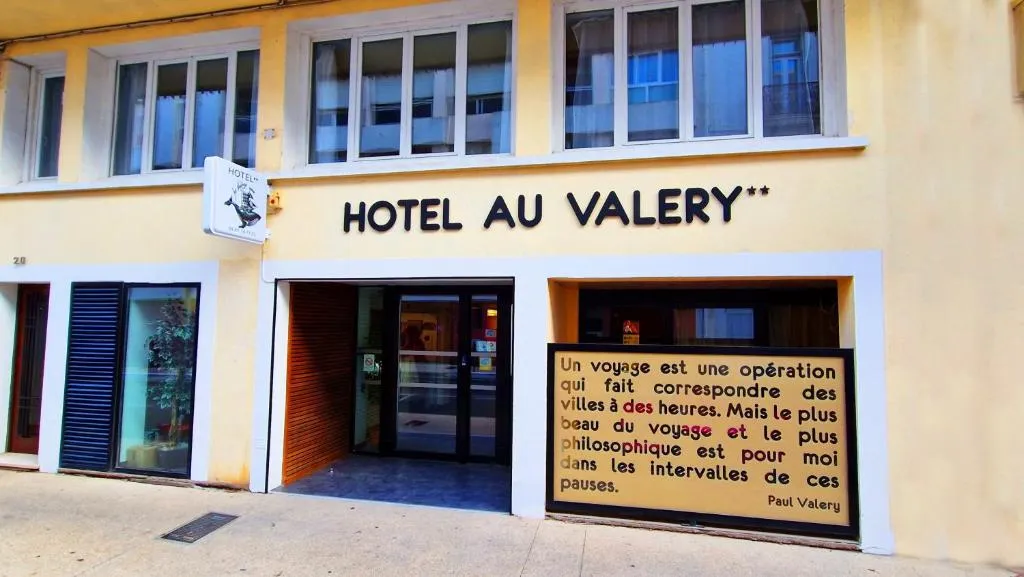 HOTEL**
HOTEL AU VALERY**
20
Un voyage est une opération
qui fait correspondre des
villes à des heures. Mais le plus
beau du voyage et le plus
philosophique est pour moi
dans les intervalles de ces
pauses.
Paul Valery